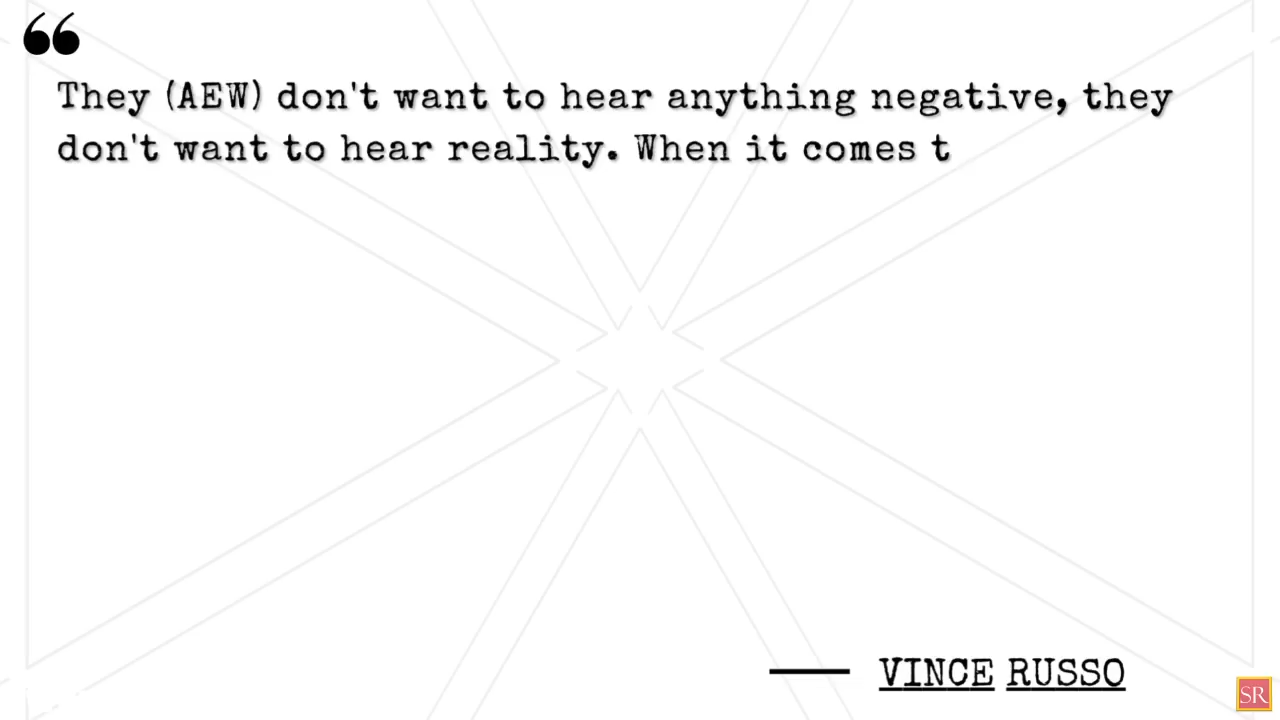 ❝
They (AEW) don't want to hear anything negative, they
don't want to hear reality. When it comes t
— VINCE RUSSO
SR